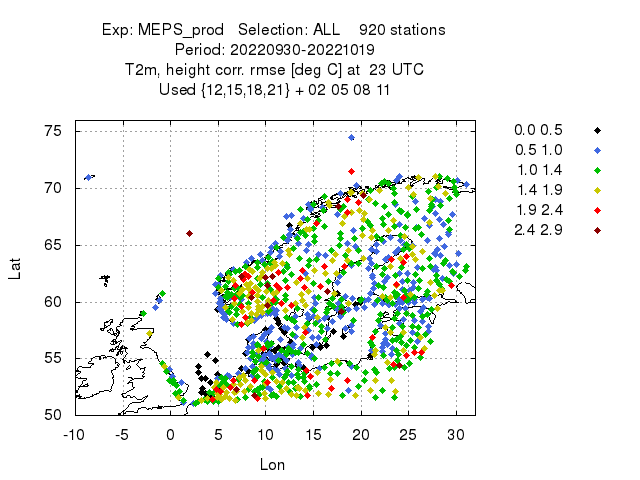 Exp: MEPS_prod   Selection: ALL    920 stations
Period: 20220930-20221019
T2m, height corr. rmse [deg C] at  23 UTC
Used {12,15,18,21} + 02 05 08 11
75
70
65
60
55
50
Lat
-10 -5 0 5 10 15 20 25 30
Lon
0.0 0.5
0.5 1.0
1.0 1.4
1.4 1.9
1.9 2.4
2.4 2.9